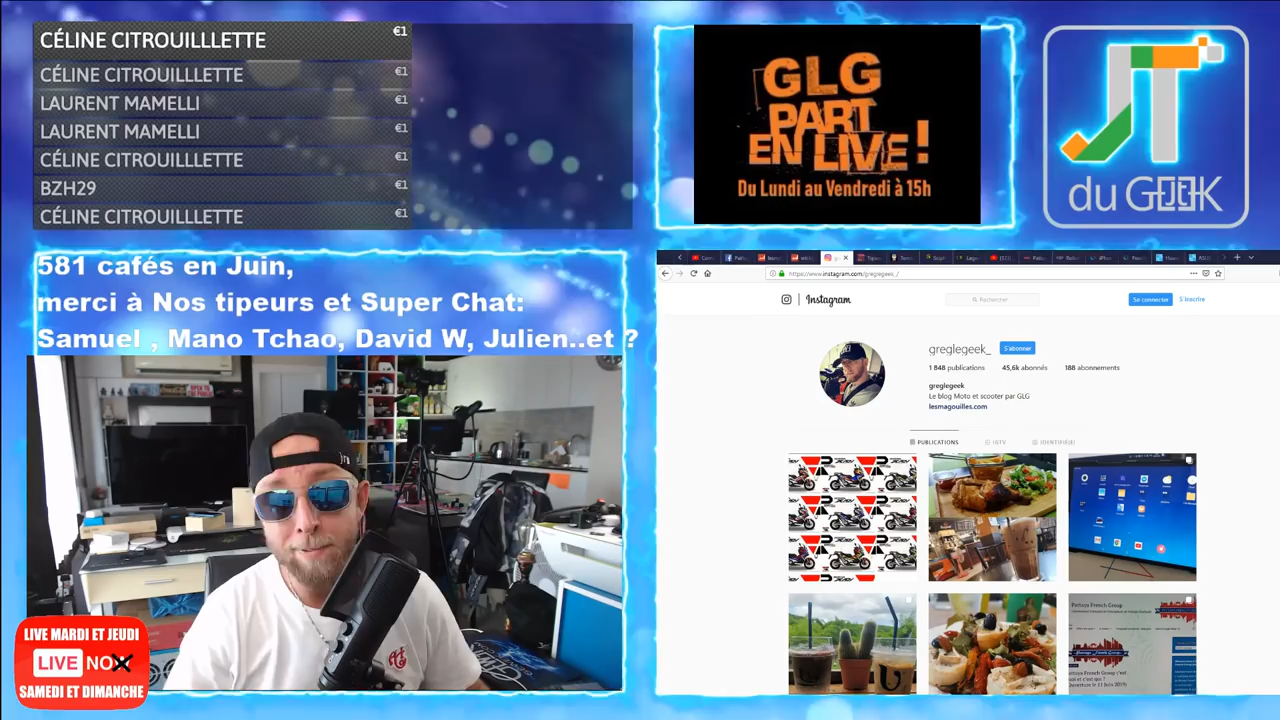 CÉLINE CITROUILLLETTE €1
CÉLINE CITROUILLLETTE €1
LAURENT MAMELLI €1
LAURENT MAMELLI €1
CÉLINE CITROUILLLETTE €1
BZH29 €1
CÉLINE CITROUILLLETTE €1
GLG
PART
EN LIVE!
Du Lundi au Vendredi à 15h
JT
du GEEK
581 cafés en Juin,
merci à Nos tipeurs et Super Chat:
Samuel , Mano Tchao, David W, Julien..et ?
LIVE MARDI ET JEUDI
LIVE NOX
SAMEDI ET DIMANCHE
https://www.instagram.com/greglegeek_/
Instagram
Rechercher
Se connecter
S'inscrire
greglegeek_ S'abonner
1 848 publications 45,6k abonnés 188 abonnements
greglegeek
Le blog Moto et scooter par GLG
lesmagouilles.com
PUBLICATIONS IGTV IDENTIFIÉ(E)
Pattaya French Group